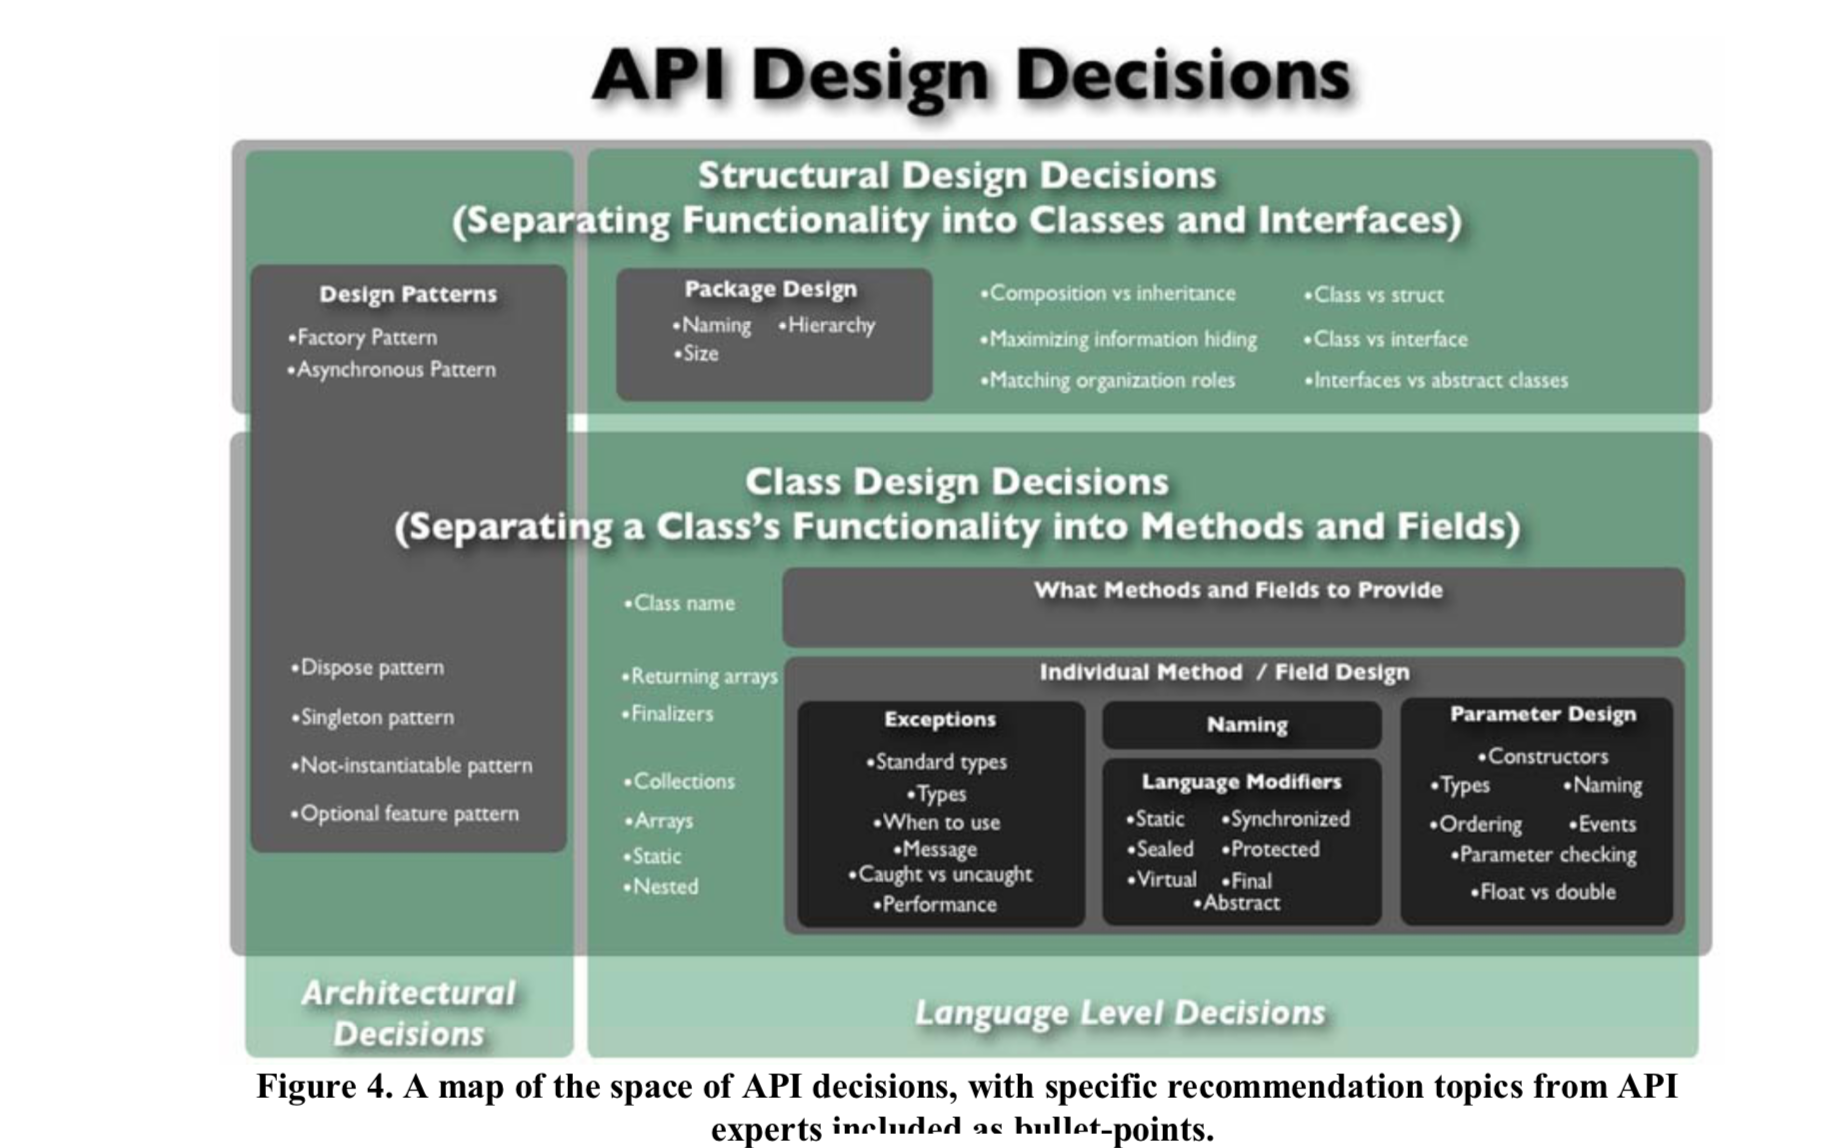 API Design Decisions
Structural Design Decisions
(Separating Functionality into Classes and Interfaces)
Design Patterns
•Factory Pattern
•Asynchronous Pattern
Package Design
•Naming •Hierarchy
•Size
•Composition vs inheritance
•Maximizing information hiding
•Matching organization roles
•Class vs struct
•Class vs interface
•Interfaces vs abstract classes
Class Design Decisions
(Separating a Class’s Functionality into Methods and Fields)
•Dispose pattern
•Singleton pattern
•Not-instantiatable pattern
•Optional feature pattern
•Class name
•Returning arrays
•Finalizers
•Collections
•Arrays
•Static
•Nested
What Methods and Fields to Provide
Individual Method / Field Design
Exceptions
•Standard types
•Types
•When to use
•Message
•Caught vs uncaught
•Performance
Naming
Language Modifiers
•Static •Synchronized
•Sealed •Protected
•Virtual •Final
•Abstract
Parameter Design
•Constructors
•Types •Naming
•Ordering •Events
•Parameter checking
•Float vs double
Architectural
Decisions
Language Level Decisions
Figure 4. A map of the space of API decisions, with specific recommendation topics from API
experts included as bullet-points.